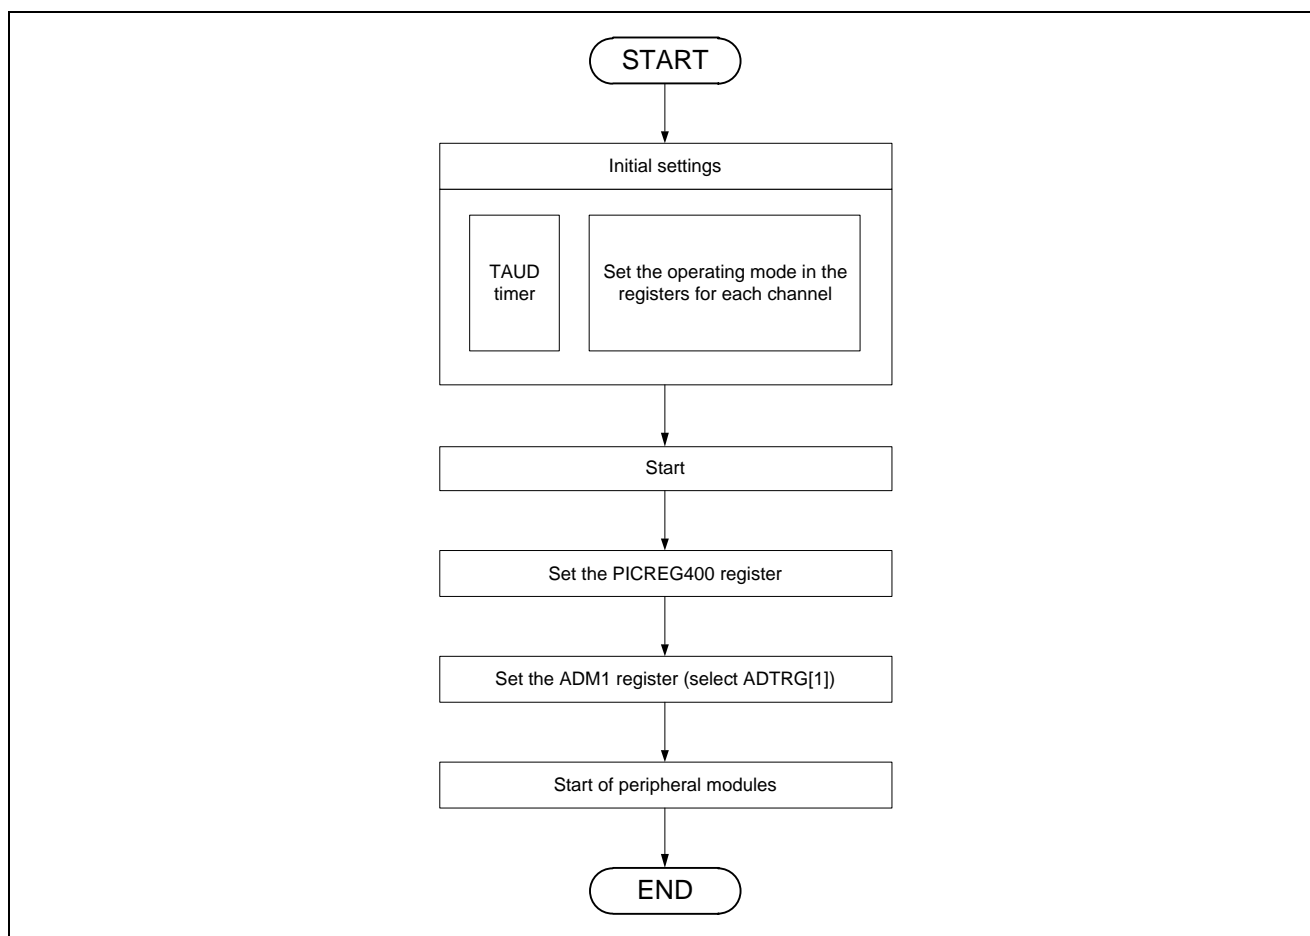 START
Initial settings
TAUD
timer
Set the operating mode in the
registers for each channel
Start
Set the PICREG400 register
Set the ADM1 register (select ADTRG[1])
Start of peripheral modules
END